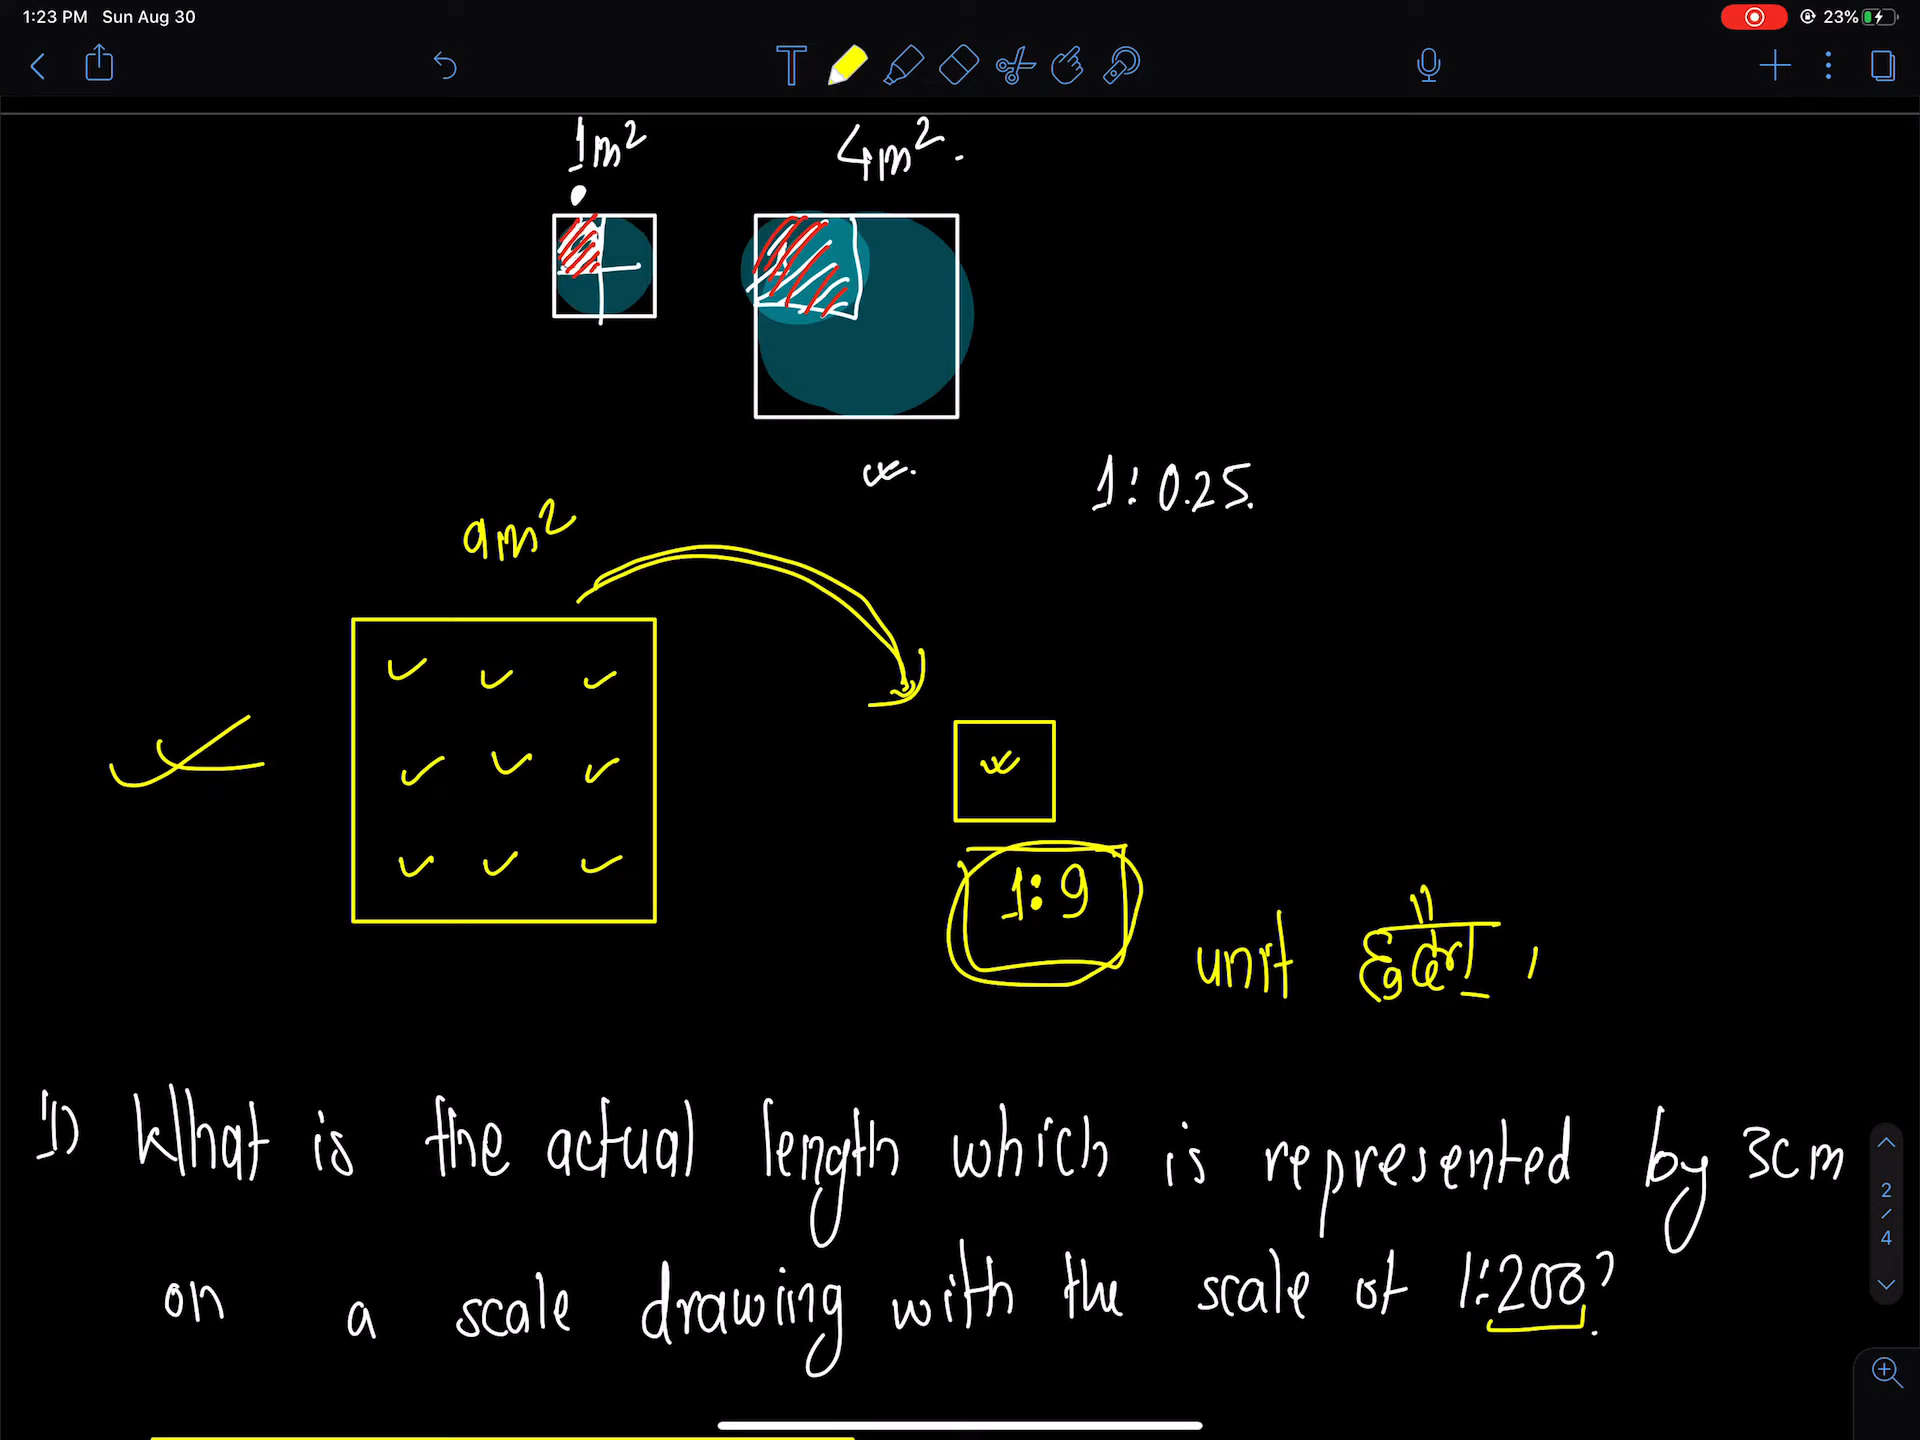 1:23 PM Sun Aug 30
23%
1m²
4m².
1:0.25.
9m²
1:9
unit
1) What is the actual length which is represented by 3cm
on a scale drawing with the scale of 1:200?
2
/
4